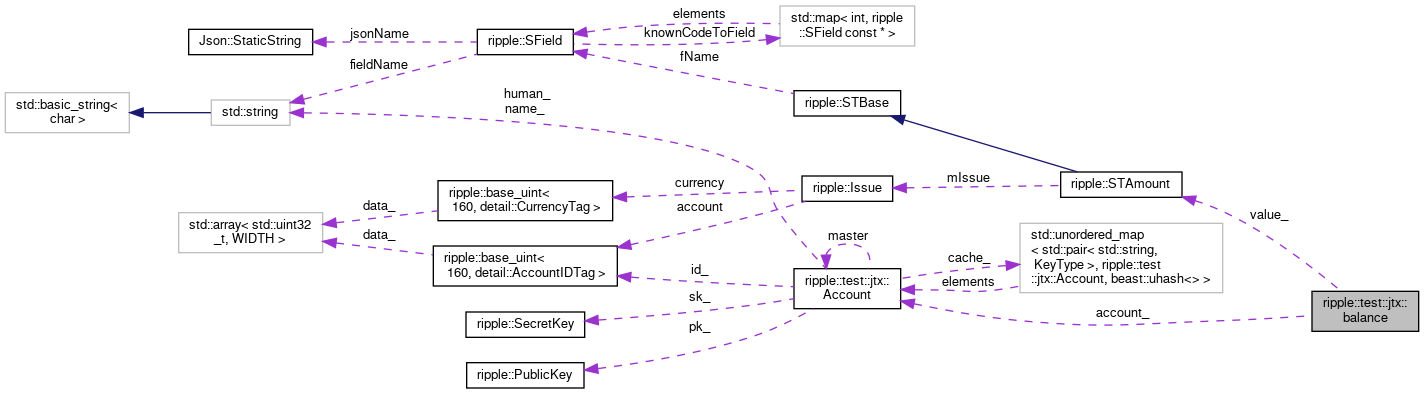 elements
std::map< int, ripple
::SField const * >
jsonName
Json::StaticString
ripple::SField
knownCodeToField
fName
fieldName
std::basic_string<
char >
std::string
human_
name_
ripple::STBase
ripple::base_uint<
160, detail::CurrencyTag >
currency
ripple::Issue
mIssue
ripple::STAmount
data_
account
std::array< std::uint32
_t, WIDTH >
data_
value_
ripple::base_uint<
160, detail::AccountIDTag >
id_
master
std::unordered_map
< std::pair< std::string,
KeyType >, ripple::test
::jtx::Account, beast::uhash<> >
cache_
elements
ripple::test::jtx::
Account
sk_
ripple::SecretKey
account_
ripple::test::jtx::
balance
pk_
ripple::PublicKey